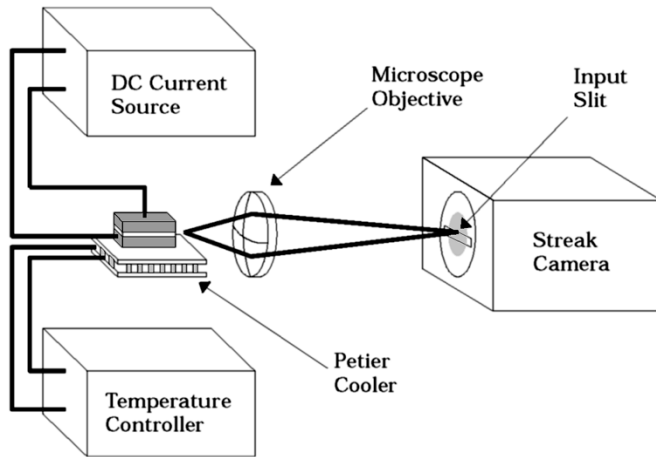 DC Current
Source
Microscope
Objective
Input
Slit
Streak
Camera
Petier
Cooler
Temperature
Controller